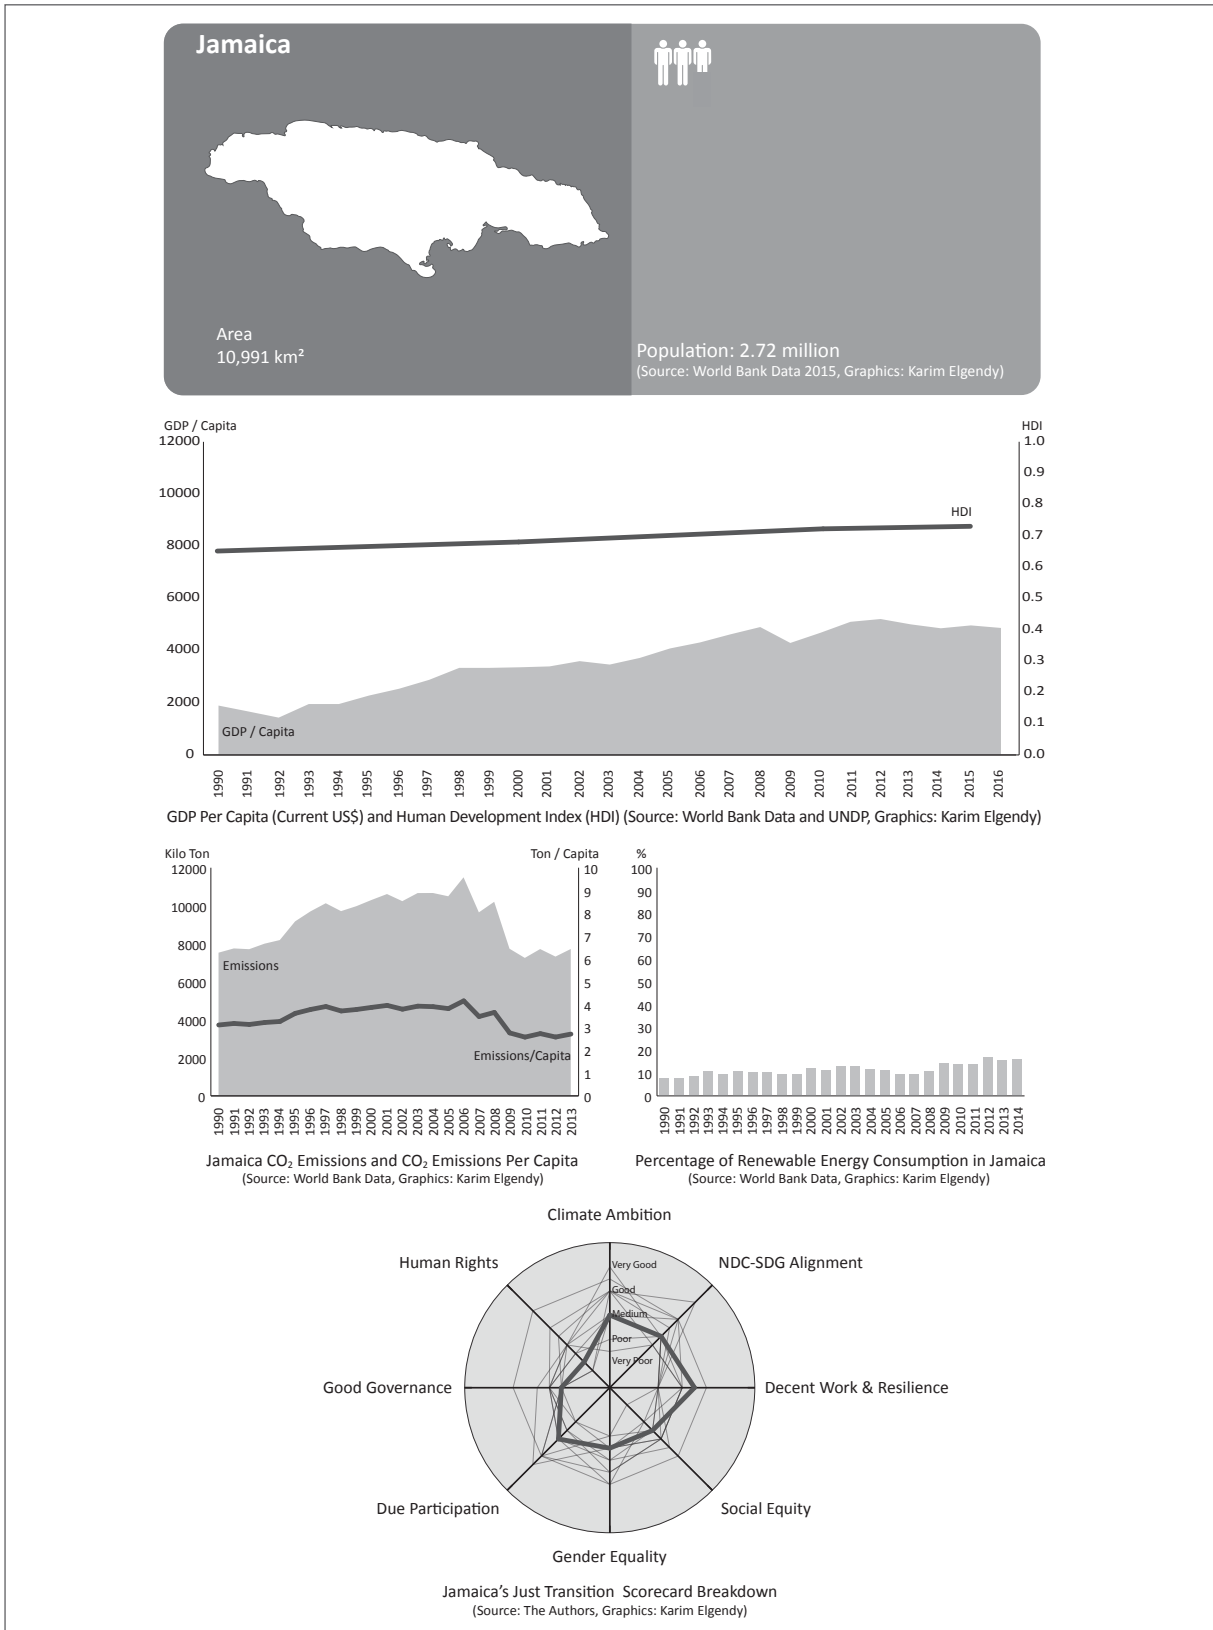 Jamaica
Area
10,991 km²
Population: 2.72 million
(Source: World Bank Data 2015, Graphics: Karim Elgendy)
GDP / Capita
HDI
12000
10000
8000
6000
4000
2000
0
1.0
0.9
0.8
0.7
0.6
0.5
0.4
0.3
0.2
0.1
0.0
HDI
GDP / Capita
1990 1991 1992 1993 1994 1995 1996 1997 1998 1999 2000 2001 2002 2003 2004 2005 2006 2007 2008 2009 2010 2011 2012 2013 2014 2015 2016
GDP Per Capita (Current US$) and Human Development Index (HDI) (Source: World Bank Data and UNDP, Graphics: Karim Elgendy)
Kilo Ton
Ton / Capita
12000
10000
8000
6000
4000
2000
0
10
9
8
7
6
5
4
3
2
1
0
Emissions
Emissions/Capita
1990 1991 1992 1993 1994 1995 1996 1997 1998 1999 2000 2001 2002 2003 2004 2005 2006 2007 2008 2009 2010 2011 2012 2013
Jamaica CO₂ Emissions and CO₂ Emissions Per Capita
(Source: World Bank Data, Graphics: Karim Elgendy)
%
100
90
80
70
60
50
40
30
20
10
0
1990 1991 1992 1993 1994 1995 1996 1997 1998 1999 2000 2001 2002 2003 2004 2005 2006 2007 2008 2009 2010 2011 2012 2013 2014
Percentage of Renewable Energy Consumption in Jamaica
(Source: World Bank Data, Graphics: Karim Elgendy)
Climate Ambition
Human Rights
NDC-SDG Alignment
Very Good
Good
Medium
Poor
Very Poor
Good Governance
Decent Work & Resilience
Due Participation
Social Equity
Gender Equality
Jamaica's Just Transition Scorecard Breakdown
(Source: The Authors, Graphics: Karim Elgendy)